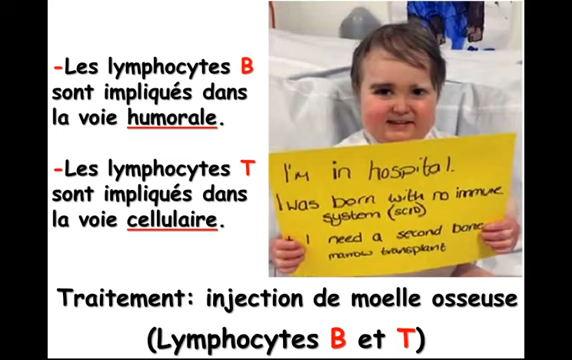 -Les lymphocytes B
sont impliqués dans
la voie humorale.
-Les lymphocytes T
sont impliqués dans
la voie cellulaire.
I'm in hospital.
I was born with no immune
system (SCID)
I need a second bone
marrow transplant
Traitement: injection de moelle osseuse
(Lymphocytes B et T)